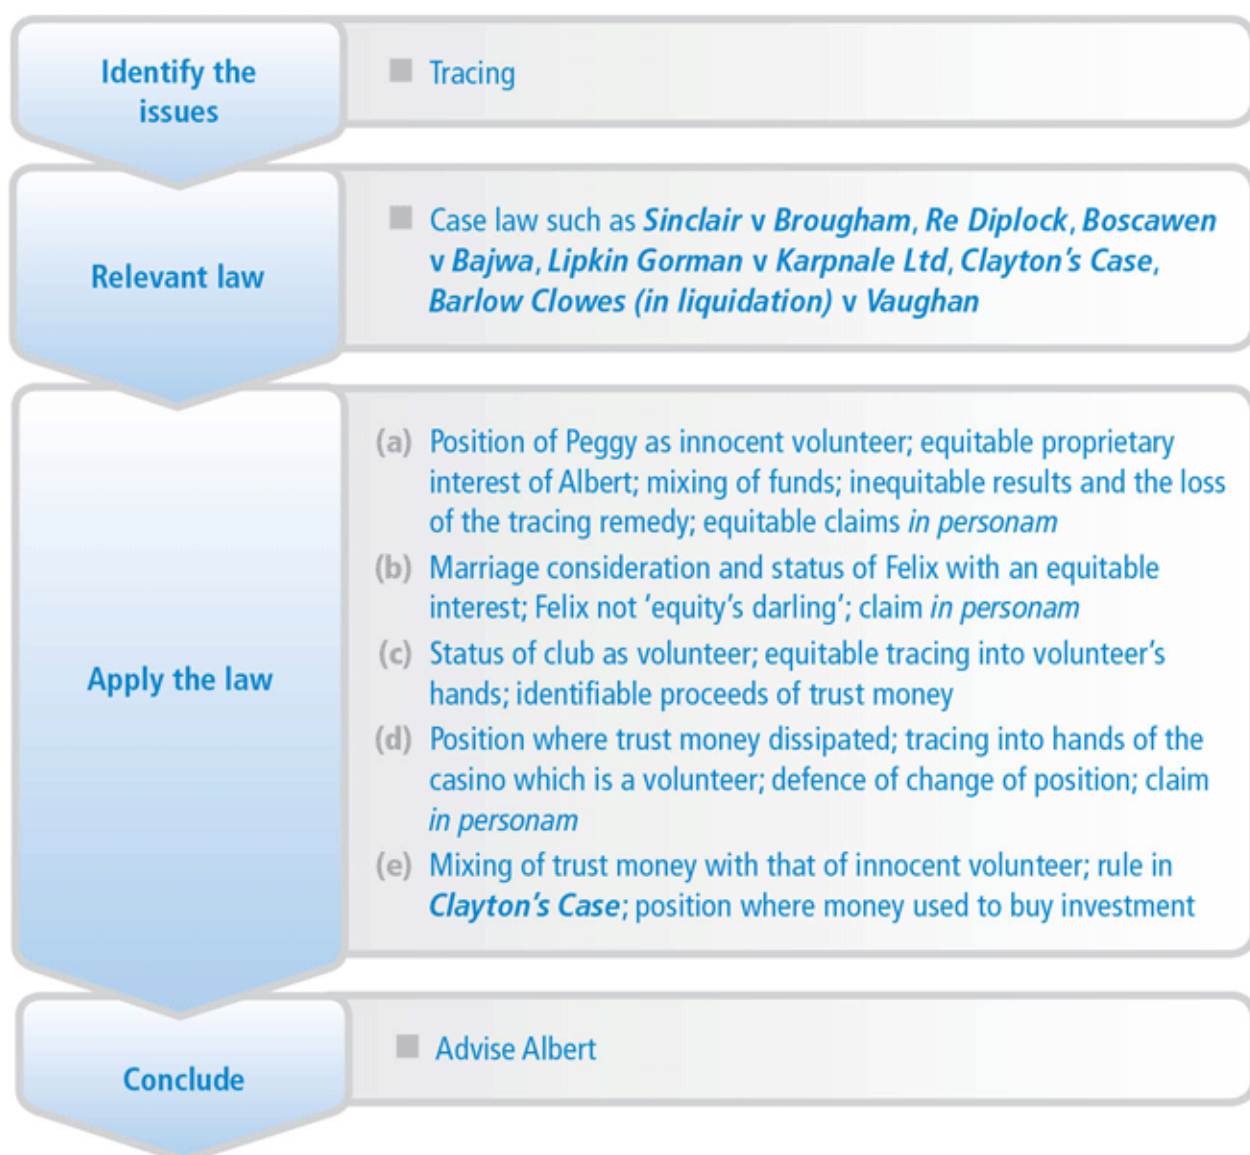 Identify the
issues
■ Tracing
Relevant law
■ Case law such as Sinclair v Brougham, Re Diplock, Boscawen
v Bajwa, Lipkin Gorman v Karpnale Ltd, Clayton's Case,
Barlow Clowes (in liquidation) v Vaughan
Apply the law
(a) Position of Peggy as innocent volunteer; equitable proprietary
interest of Albert; mixing of funds; inequitable results and the loss
of the tracing remedy; equitable claims in personam
(b) Marriage consideration and status of Felix with an equitable
interest; Felix not 'equity's darling'; claim in personam
(c) Status of club as volunteer; equitable tracing into volunteer's
hands; identifiable proceeds of trust money
(d) Position where trust money dissipated; tracing into hands of the
casino which is a volunteer; defence of change of position; claim
in personam
(e) Mixing of trust money with that of innocent volunteer; rule in
Clayton's Case; position where money used to buy investment
Conclude
■ Advise Albert